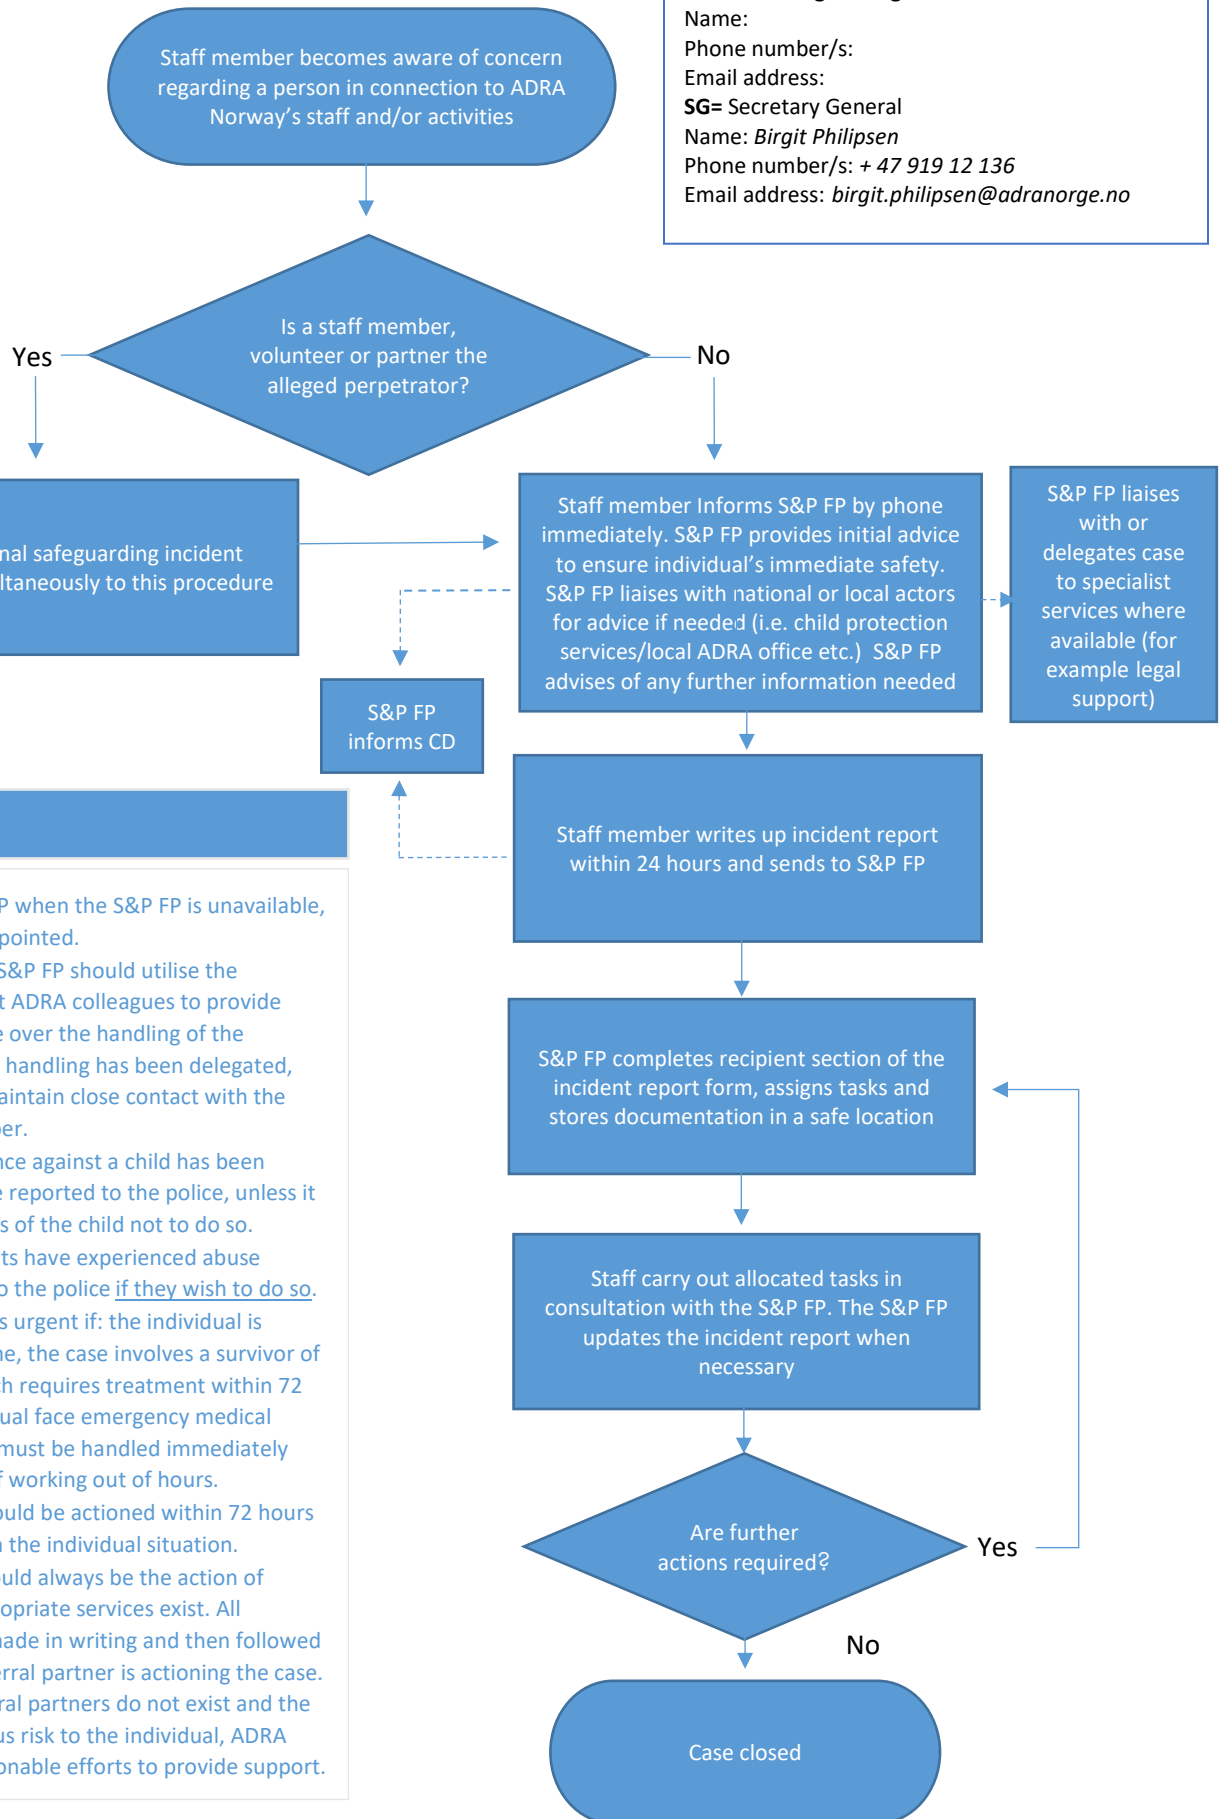 Name:
Phone number/s:
Email address:
SG= Secretary General
Name: Birgit Philipsen
Phone number/s: + 47 919 12 136
Email address: birgit.philipsen@adranorge.no
Staff member becomes aware of concern
regarding a person in connection to ADRA
Norway's staff and/or activities
Is a staff member,
volunteer or partner the
alleged perpetrator?
Yes
No
nal safeguarding incident
ultaneously to this procedure
Staff member Informs S&P FP by phone
immediately. S&P FP provides initial advice
to ensure individual's immediate safety.
S&P FP liaises with national or local actors
for advice if needed (i.e. child protection
services/local ADRA office etc.) S&P FP
advises of any further information needed
S&P FP liaises
with or
delegates case
to specialist
services where
available (for
example legal
support)
S&P FP
informs CD
Staff member writes up incident report
within 24 hours and sends to S&P FP
P when the S&P FP is unavailable,
pointed.
S&P FP should utilise the
t ADRA colleagues to provide
e over the handling of the
handling has been delegated,
aintain close contact with the
ber.
nce against a child has been
e reported to the police, unless it
s of the child not to do so.
ts have experienced abuse
o the police if they wish to do so.
s urgent if: the individual is
ne, the case involves a survivor of
ch requires treatment within 72
ual face emergency medical
must be handled immediately
f working out of hours.
ould be actioned within 72 hours
n the individual situation.
ould always be the action of
opriate services exist. All
nade in writing and then followed
erral partner is actioning the case.
ral partners do not exist and the
us risk to the individual, ADRA
onable efforts to provide support.
S&P FP completes recipient section of the
incident report form, assigns tasks and
stores documentation in a safe location
Staff carry out allocated tasks in
consultation with the S&P FP. The S&P FP
updates the incident report when
necessary
Are further
actions required?
Yes
No
Case closed